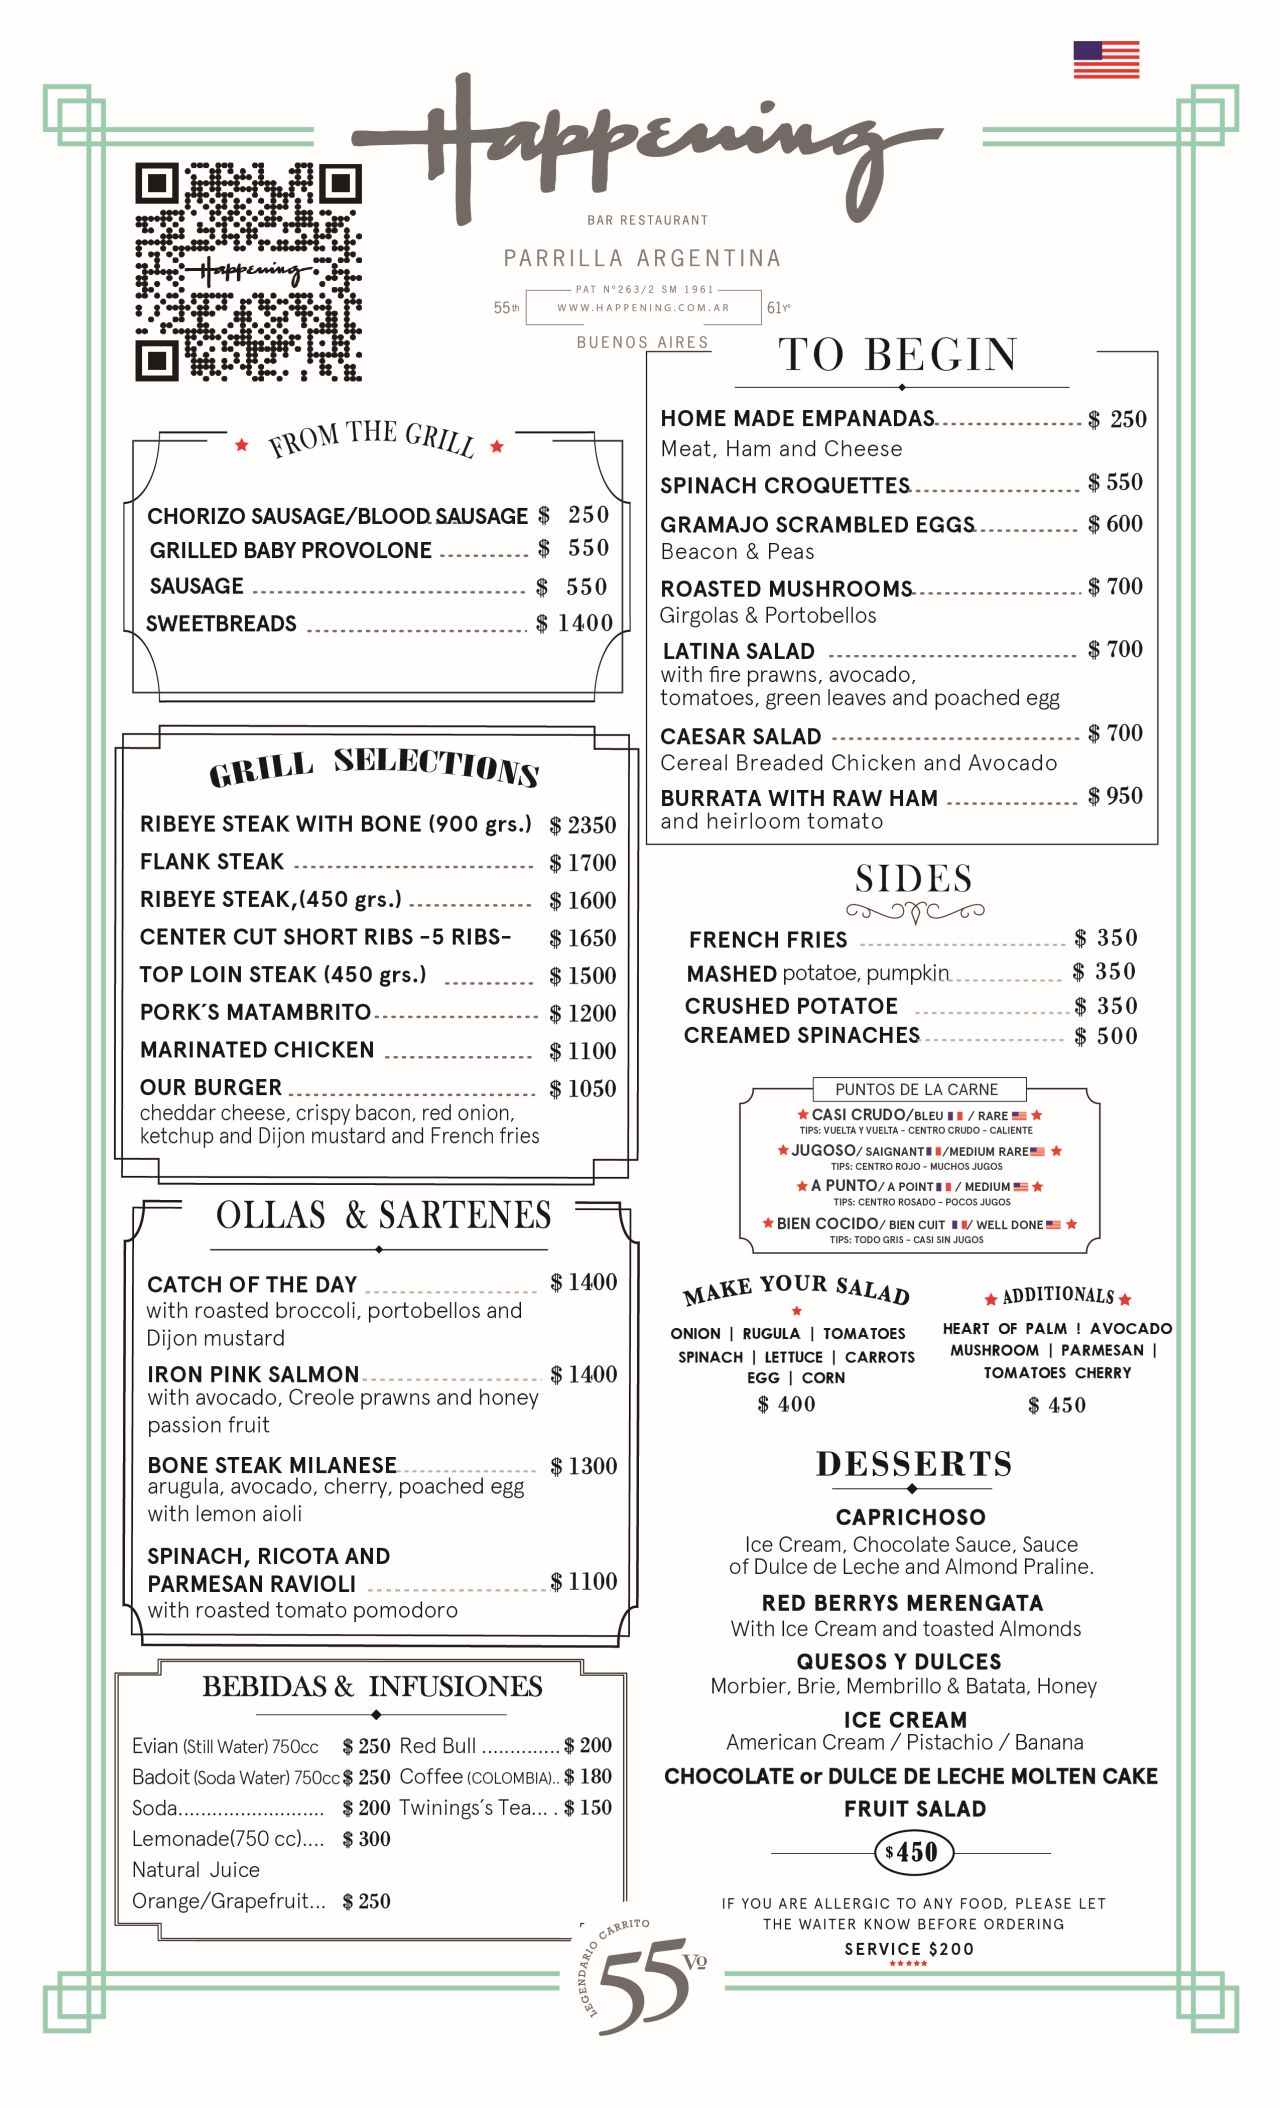 Happening
BAR RESTAURANT
PARRILLA ARGENTINA
PAT N°263/2 SM 1961
55th WWW.HAPPENING.COM.AR 61Yº
BUENOS AIRES
Happening
FROM THE GRILL
CHORIZO SAUSAGE/BLOOD SAUSAGE $ 250
GRILLED BABY PROVOLONE ........... $ 550
SAUSAGE ........... $ 550
SWEETBREADS ........... $ 1400
GRILL SELECTIONS
RIBEYE STEAK WITH BONE (900 grs.) $ 2350
FLANK STEAK ........... $ 1700
RIBEYE STEAK,(450 grs.) ........... $ 1600
CENTER CUT SHORT RIBS -5 RIBS- $ 1650
TOP LOIN STEAK (450 grs.) ........... $ 1500
PORK´S MATAMBRITO ........... $ 1200
MARINATED CHICKEN ........... $ 1100
OUR BURGER ........... $ 1050
cheddar cheese, crispy bacon, red onion,
ketchup and Dijon mustard and French fries
OLLAS & SARTENES
CATCH OF THE DAY ........... $ 1400
with roasted broccoli, portobellos and
Dijon mustard
IRON PINK SALMON ........... $ 1400
with avocado, Creole prawns and honey
passion fruit
BONE STEAK MILANESE ........... $ 1300
arugula, avocado, cherry, poached egg
with lemon aioli
SPINACH, RICOTA AND
PARMESAN RAVIOLI ........... $ 1100
with roasted tomato pomodoro
BEBIDAS & INFUSIONES
Evian (Still Water) 750cc $ 250 Red Bull .............. $ 200
Badoit (Soda Water) 750cc $ 250 Coffee (COLOMBIA).. $ 180
Soda.......................... $ 200 Twinings´s Tea... . $ 150
Lemonade(750 cc).... $ 300
Natural Juice
Orange/Grapefruit... $ 250
TO BEGIN
HOME MADE EMPANADAS ........... $ 250
Meat, Ham and Cheese
SPINACH CROQUETTES ........... $ 550
GRAMAJO SCRAMBLED EGGS ........... $ 600
Beacon & Peas
ROASTED MUSHROOMS ........... $ 700
Girgolas & Portobellos
LATINA SALAD ........... $ 700
with fire prawns, avocado,
tomatoes, green leaves and poached egg
CAESAR SALAD ........... $ 700
Cereal Breaded Chicken and Avocado
BURRATA WITH RAW HAM ........... $ 950
and heirloom tomato
SIDES
FRENCH FRIES ........... $ 350
MASHED potatoe, pumpkin ........... $ 350
CRUSHED POTATOE ........... $ 350
CREAMED SPINACHES ........... $ 500
PUNTOS DE LA CARNE
CASI CRUDO/BLEU / RARE
TIPS: VUELTA Y VUELTA - CENTRO CRUDO - CALIENTE
JUGOSO/ SAIGNANT /MEDIUM RARE
TIPS: CENTRO ROJO - MUCHOS JUGOS
A PUNTO/ A POINT / MEDIUM
TIPS: CENTRO ROSADO - POCOS JUGOS
BIEN COCIDO/ BIEN CUIT / WELL DONE
TIPS: TODO GRIS - CASI SIN JUGOS
MAKE YOUR SALAD
ONION | RUGULA | TOMATOES
SPINACH | LETTUCE | CARROTS
EGG | CORN
$ 400
ADDITIONALS
HEART OF PALM ! AVOCADO
MUSHROOM | PARMESAN |
TOMATOES CHERRY
$ 450
DESSERTS
CAPRICHOSO
Ice Cream, Chocolate Sauce, Sauce
of Dulce de Leche and Almond Praline.
RED BERRYS MERENGATA
With Ice Cream and toasted Almonds
QUESOS Y DULCES
Morbier, Brie, Membrillo & Batata, Honey
ICE CREAM
American Cream / Pistachio / Banana
CHOCOLATE or DULCE DE LECHE MOLTEN CAKE
FRUIT SALAD
$450
IF YOU ARE ALLERGIC TO ANY FOOD, PLEASE LET
THE WAITER KNOW BEFORE ORDERING
SERVICE $200
LEGENDARIO CARRITO
55 Vº